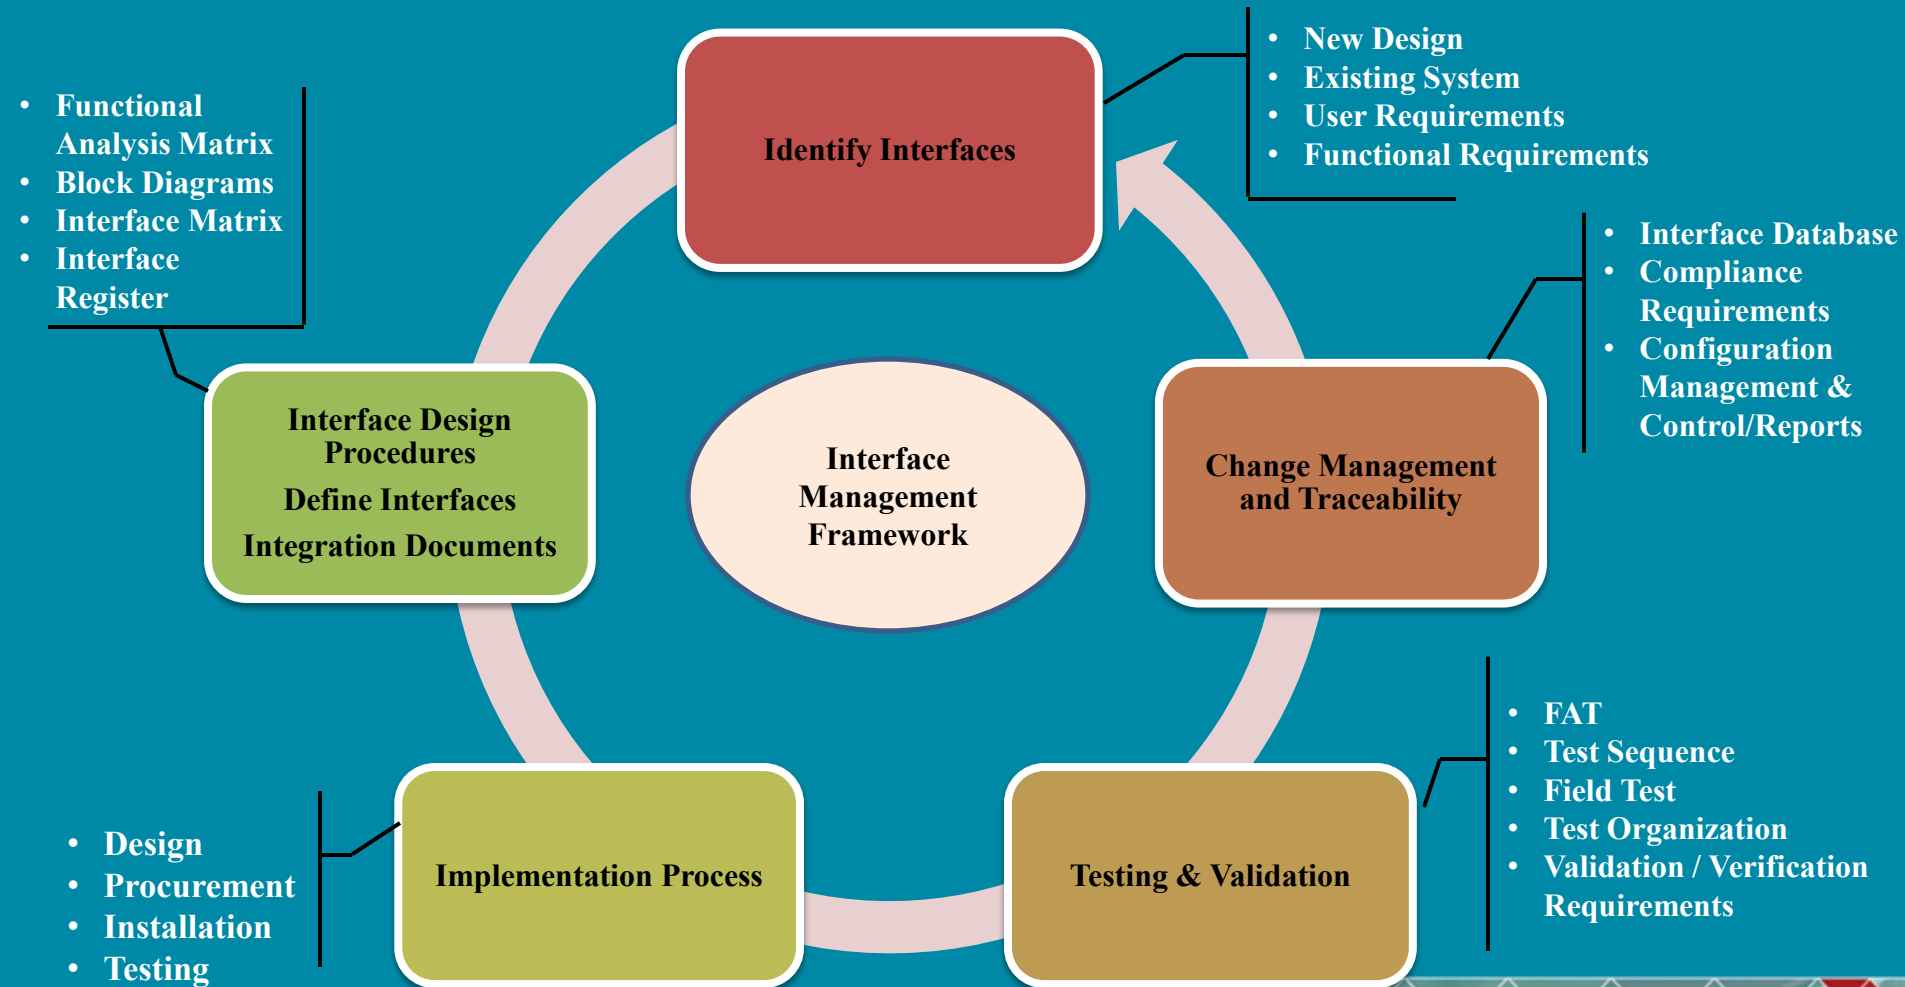 Identify Interfaces
• New Design
• Existing System
• User Requirements
• Functional Requirements
• Functional
Analysis Matrix
• Block Diagrams
• Interface Matrix
• Interface
Register
• Interface Database
• Compliance
Requirements
• Configuration
Management &
Control/Reports
Interface Design
Procedures
Define Interfaces
Integration Documents
Interface
Management
Framework
Change Management
and Traceability
• FAT
• Test Sequence
• Field Test
• Test Organization
• Validation / Verification
Requirements
• Design
• Procurement
• Installation
• Testing
Implementation Process
Testing & Validation